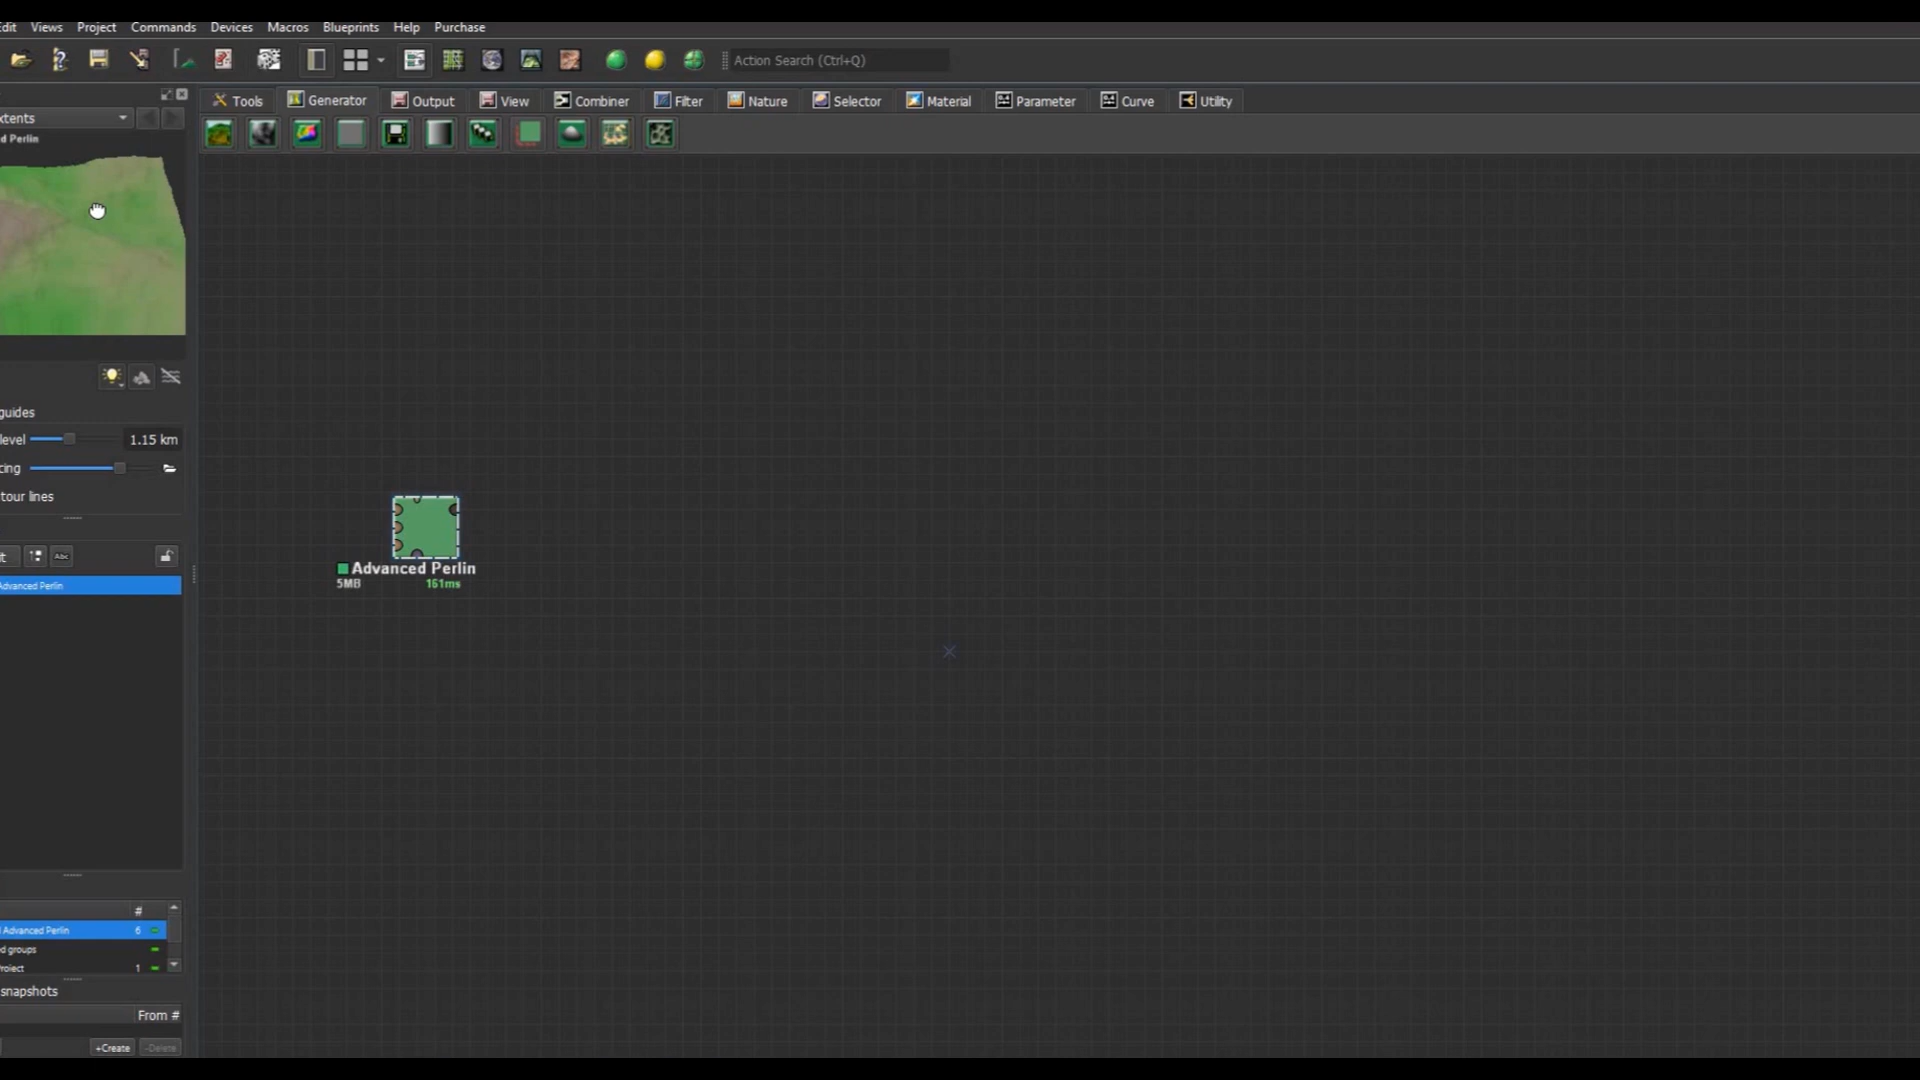 dit Views Project Commands Devices Macros Blueprints Help Purchase
Action Search (Ctrl+Q)
Tools Generator Output View Combiner Filter Nature Selector Material Parameter Curve Utility
xtents
d Perlin
guides
level 1.15 km
cing
tour lines
t Abc
Advanced Perlin
Advanced Perlin
5MB 161ms
#
Advanced Perlin 6
d groups
roject 1
snapshots
From #
+Create -Delete